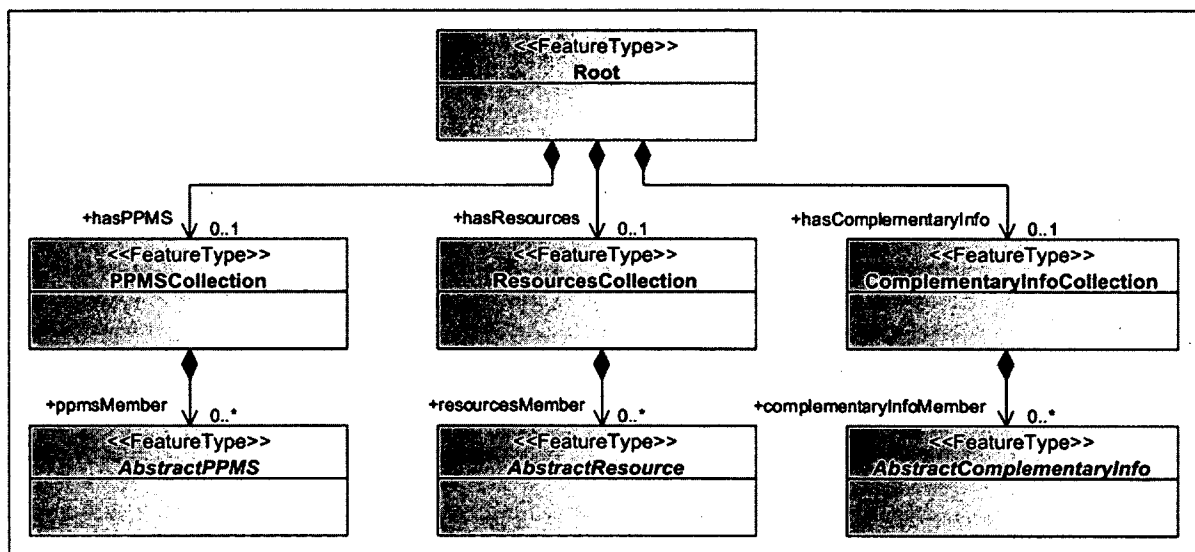 <<FeatureType>>
Root
+hasPPMS
0..1
+hasResources
0..1
+hasComplementaryInfo
0..1
<<FeatureType>>
PPMSCollection
<<FeatureType>>
ResourcesCollection
<<FeatureType>>
ComplementaryInfoCollection
+ppmsMember
0..*
+resourcesMember
0..*
+complementaryInfoMember
0..*
<<FeatureType>>
AbstractPPMS
<<FeatureType>>
AbstractResource
<<FeatureType>>
AbstractComplementaryInfo